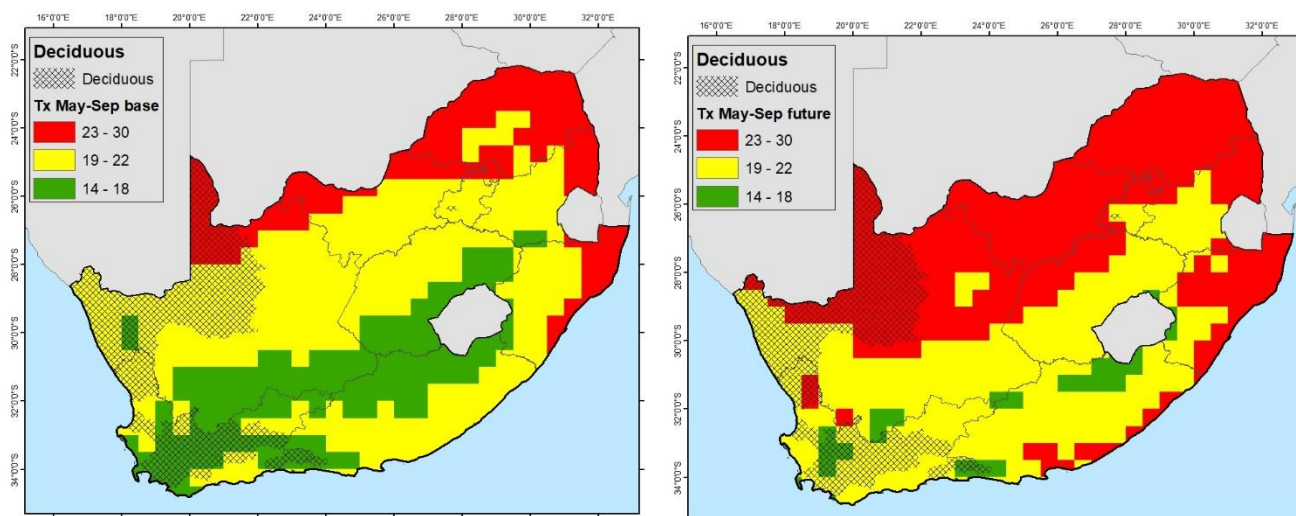 16°0'0"E 18°0'0"E 20°0'0"E 22°0'0"E 24°0'0"E 26°0'0"E 28°0'0"E 30°0'0"E 32°0'0"E
22°0'0"S
24°0'0"S
26°0'0"S
28°0'0"S
30°0'0"S
32°0'0"S
34°0'0"S
Deciduous
Deciduous
Tx May-Sep base
23 - 30
19 - 22
14 - 18
16°0'0"E 18°0'0"E 20°0'0"E 22°0'0"E 24°0'0"E 26°0'0"E 28°0'0"E 30°0'0"E 32°0'0"E
22°0'0"S
24°0'0"S
26°0'0"S
28°0'0"S
30°0'0"S
32°0'0"S
34°0'0"S
Deciduous
Deciduous
Tx May-Sep future
23 - 30
19 - 22
14 - 18